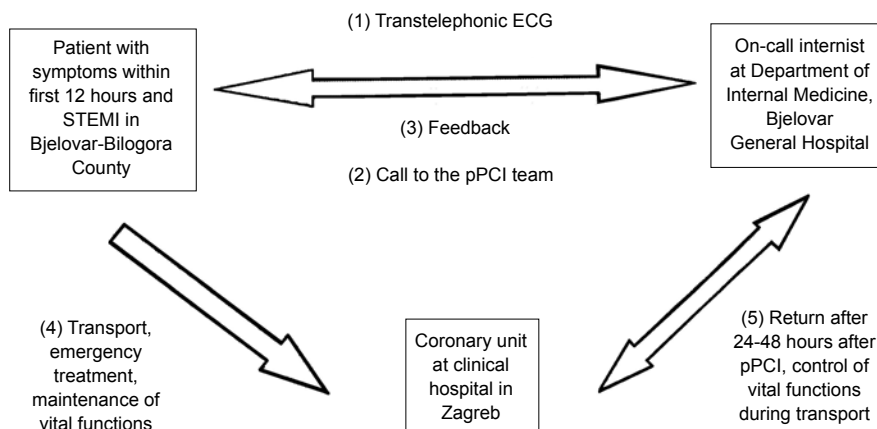 (1) Transtelephonic ECG
Patient with
symptoms within
first 12 hours and
STEMI in
Bjelovar-Bilogora
County
On-call internist
at Department of
Internal Medicine,
Bjelovar
General Hospital
(3) Feedback
(2) Call to the pPCI team
(4) Transport,
emergency
treatment,
maintenance of
vital functions
Coronary unit
at clinical
hospital in
Zagreb
(5) Return after
24-48 hours after
pPCI, control of
vital functions
during transport